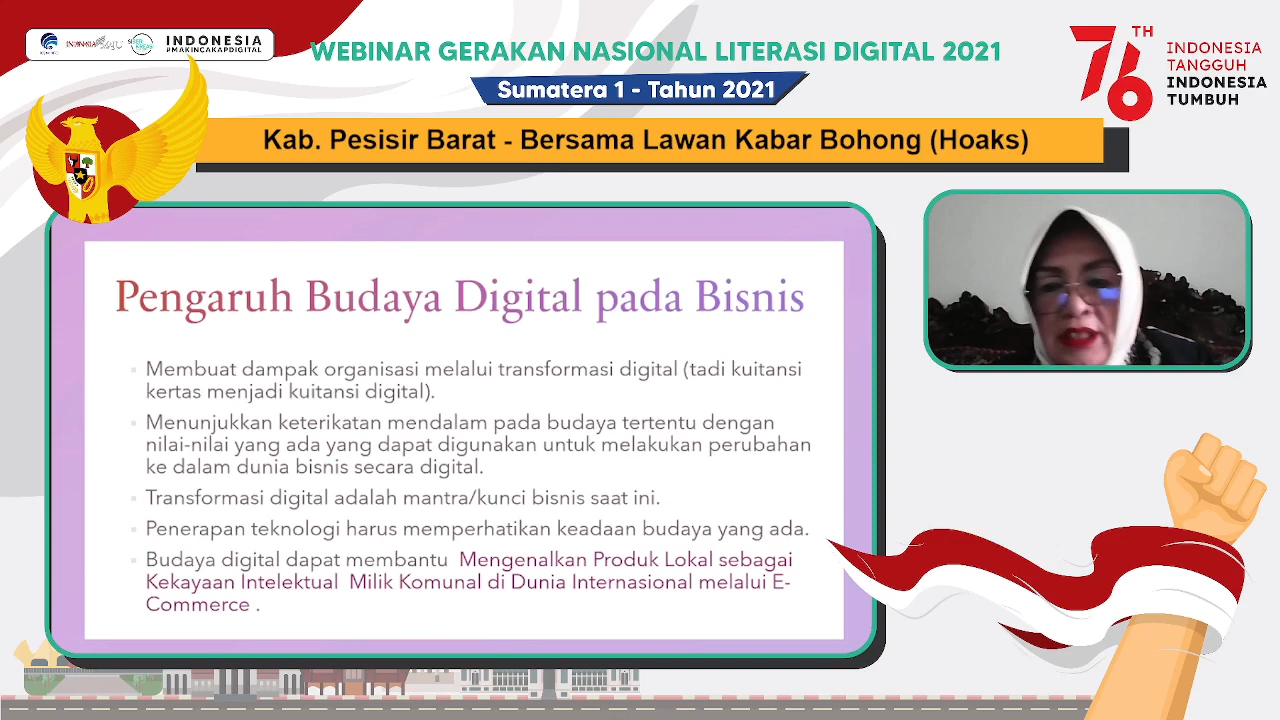 INDONESIA
#MAKINCAKAPDIGITAL
WEBINAR GERAKAN NASIONAL LITERASI DIGITAL 2021
Sumatera 1 - Tahun 2021
76TH
INDONESIA
TANGGUH
INDONESIA
TUMBUH
Kab. Pesisir Barat - Bersama Lawan Kabar Bohong (Hoaks)
Pengaruh Budaya Digital pada Bisnis
Membuat dampak organisasi melalui transformasi digital (tadi kuitansi
kertas menjadi kuitansi digital).
Menunjukkan keterikatan mendalam pada budaya tertentu dengan
nilai-nilai yang ada yang dapat digunakan untuk melakukan perubahan
ke dalam dunia bisnis secara digital.
Transformasi digital adalah mantra/kunci bisnis saat ini.
Penerapan teknologi harus memperhatikan keadaan budaya yang ada.
Budaya digital dapat membantu Mengenalkan Produk Lokal sebagai
Kekayaan Intelektual Milik Komunal di Dunia Internasional melalui E-
Commerce .